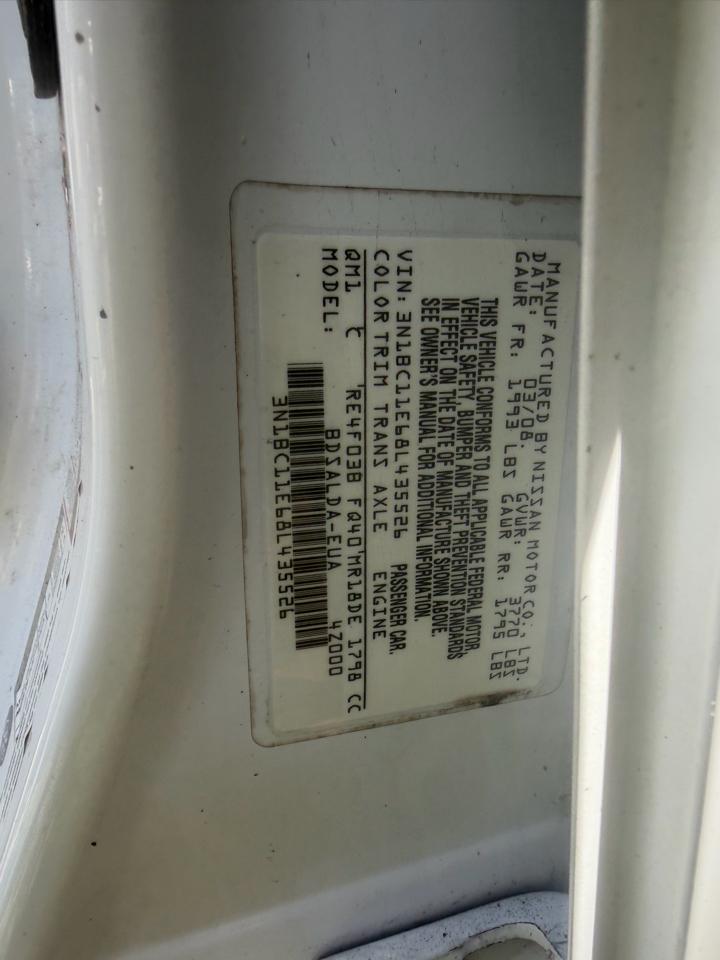 MANUFACTURED BY NISSAN MOTOR CO., LTD.
DATE: 03/08. GVWR: 3770 LBS
GAWR FR: 1993 LBS GAWR RR: 1795 LBS
THIS VEHICLE CONFORMS TO ALL APPLICABLE FEDERAL MOTOR
VEHICLE SAFETY, BUMPER AND THEFT PREVENTION STANDARDS
IN EFFECT ON THE DATE OF MANUFACTURE SHOWN ABOVE.
SEE OWNER'S MANUAL FOR ADDITIONAL INFORMATION.
VIN: 3N1BC11E68L435526 PASSENGER CAR.
COLOR TRIM TRANS AXLE ENGINE
QM1 C RE4F03B FQ40 MR18DE 1798 CC
MODEL: BDSALDA-EUA 4Z000
3N1BC11E68L435526